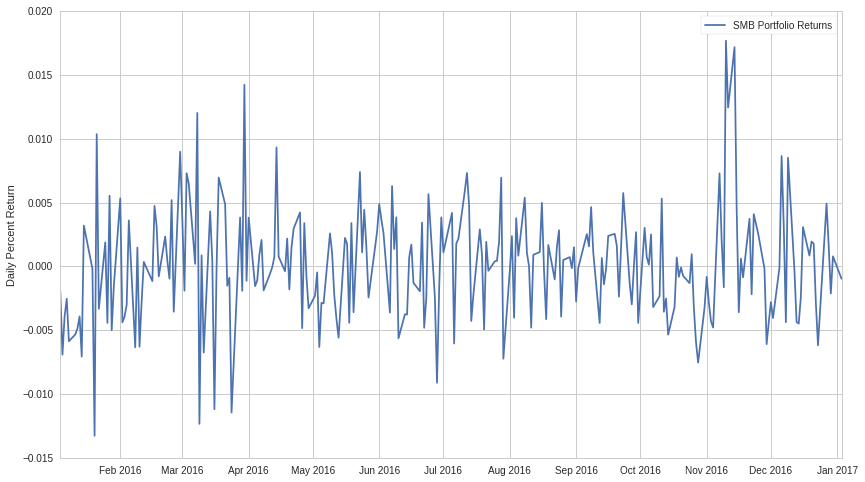 SMB Portfolio Returns
Daily Percent Return
0.020
0.015
0.010
0.005
0.000
−0.005
−0.010
−0.015
Feb 2016
Mar 2016
Apr 2016
May 2016
Jun 2016
Jul 2016
Aug 2016
Sep 2016
Oct 2016
Nov 2016
Dec 2016
Jan 2017